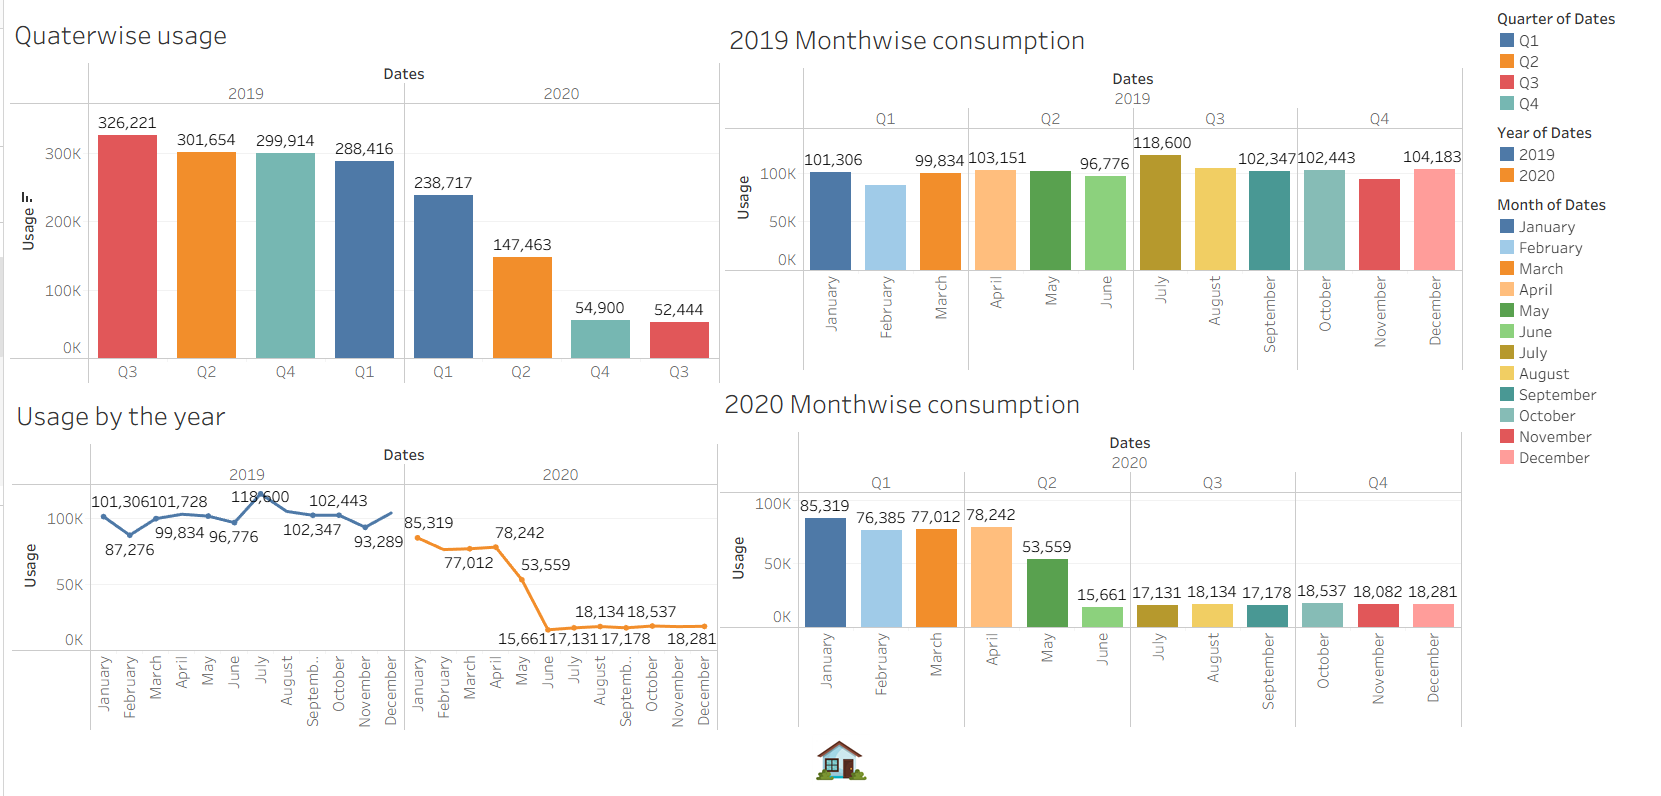 Quaterwise usage
Dates
2019 2020
326,221 301,654 299,914 288,416 238,717 147,463 54,900 52,444
Usage
300K
200K
100K
0K
Q3 Q2 Q4 Q1 Q1 Q2 Q4 Q3
2019 Monthwise consumption
Dates
2019
Q1 Q2 Q3 Q4
101,306 99,834 103,151 96,776 118,600 102,347 102,443 104,183
Usage
100K
50K
0K
January February March April May June July August September October November December
Usage by the year
Dates
2019 2020
101,306 101,728 118,600 102,443
87,276 99,834 96,776 102,347 93,289
85,319 78,242
77,012 53,559
18,134 18,537
15,661 17,131 17,178 18,281
Usage
100K
50K
0K
January February March April May June July August Septemb.. October November December January February March April May June July August Septemb.. October November December
2020 Monthwise consumption
Dates
2020
Q1 Q2 Q3 Q4
85,319 76,385 77,012 78,242 53,559 15,661 17,131 18,134 17,178 18,537 18,082 18,281
Usage
100K
50K
0K
January February March April May June July August September October November December
Quarter of Dates
Q1
Q2
Q3
Q4
Year of Dates
2019
2020
Month of Dates
January
February
March
April
May
June
July
August
September
October
November
December